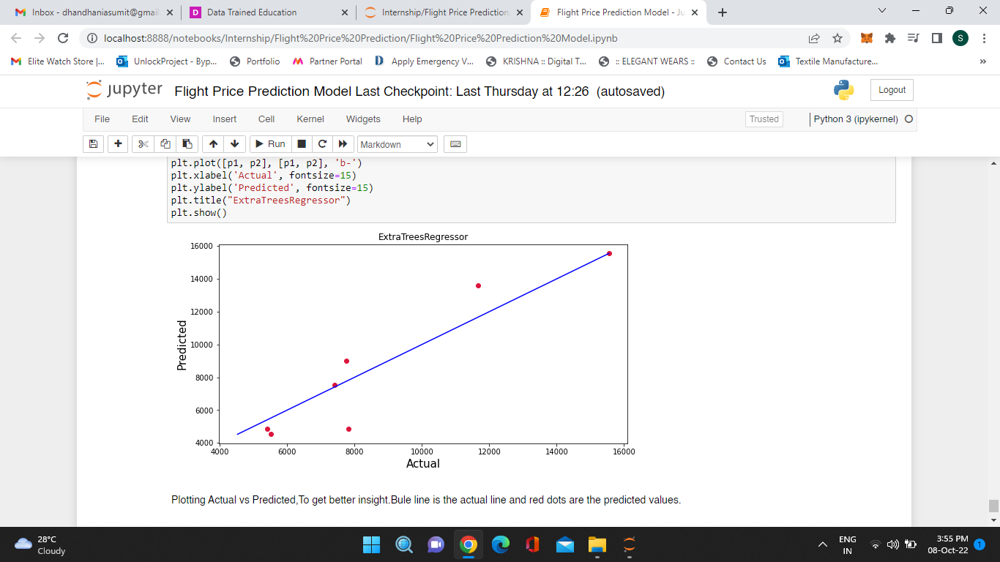 Inbox - dhandhaniasumit@gmail
Data Trained Education
Internship/Flight Price Prediction
Flight Price Prediction Model - Ju
localhost:8888/notebooks/Internship/Flight%20Price%20Prediction/Flight%20Price%20Prediction%20Model.ipynb
S
Elite Watch Store |...
UnlockProject - Byp...
Portfolio
Partner Portal
Apply Emergency V...
KRISHNA :: Digital T...
:: ELEGANT WEARS ::
Contact Us
Textile Manufacture...
»
jupyter Flight Price Prediction Model Last Checkpoint: Last Thursday at 12:26 (autosaved)
Logout
File Edit View Insert Cell Kernel Widgets Help
Trusted
Python 3 (ipykernel)
Run
Markdown
plt.plot([p1, p2], [p1, p2], 'b-')
plt.xlabel('Actual', fontsize=15)
plt.ylabel('Predicted', fontsize=15)
plt.title("ExtraTreesRegressor")
plt.show()
ExtraTreesRegressor
16000
14000
12000
10000
8000
6000
4000
Predicted
4000 6000 8000 10000 12000 14000 16000
Actual
Plotting Actual vs Predicted,To get better insight.Bule line is the actual line and red dots are the predicted values.
28°C
Cloudy
ENG
IN
3:55 PM
08-Oct-22
1